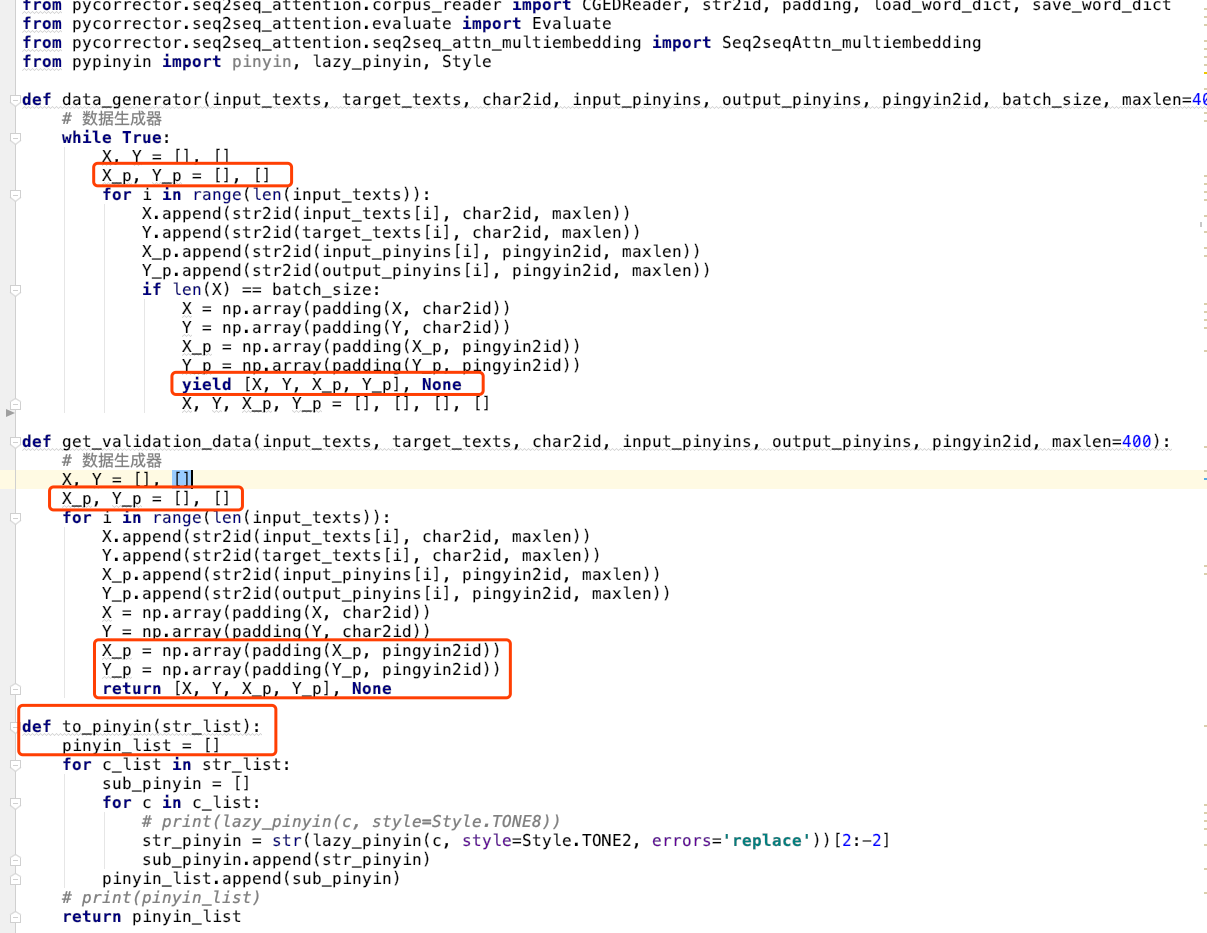 from pycorrector.seq2seq_attention.corpus_reader import CGEDReader, str2id, padding, load_word_dict, save_word_dict
from pycorrector.seq2seq_attention.evaluate import Evaluate
from pycorrector.seq2seq_attention.seq2seq_attn_multiembedding import Seq2seqAttn_multiembedding
from pypinyin import pinyin, lazy_pinyin, Style
def data_generator(input_texts, target_texts, char2id, input_pinyins, output_pinyins, pingyin2id, batch_size, maxlen=40
    # 数据生成器
    while True:
        X, Y = [], []
        X_p, Y_p = [], []
        for i in range(len(input_texts)):
            X.append(str2id(input_texts[i], char2id, maxlen))
            Y.append(str2id(target_texts[i], char2id, maxlen))
            X_p.append(str2id(input_pinyins[i], pingyin2id, maxlen))
            Y_p.append(str2id(output_pinyins[i], pingyin2id, maxlen))
            if len(X) == batch_size:
                X = np.array(padding(X, char2id))
                Y = np.array(padding(Y, char2id))
                X_p = np.array(padding(X_p, pingyin2id))
                Y_p = np.array(padding(Y_p, pingyin2id))
                yield [X, Y, X_p, Y_p], None
                X, Y, X_p, Y_p = [], [], [], []
def get_validation_data(input_texts, target_texts, char2id, input_pinyins, output_pinyins, pingyin2id, maxlen=400):
    # 数据生成器
    X, Y = [], []
    X_p, Y_p = [], []
    for i in range(len(input_texts)):
        X.append(str2id(input_texts[i], char2id, maxlen))
        Y.append(str2id(target_texts[i], char2id, maxlen))
        X_p.append(str2id(input_pinyins[i], pingyin2id, maxlen))
        Y_p.append(str2id(output_pinyins[i], pingyin2id, maxlen))
        X = np.array(padding(X, char2id))
        Y = np.array(padding(Y, char2id))
        X_p = np.array(padding(X_p, pingyin2id))
        Y_p = np.array(padding(Y_p, pingyin2id))
        return [X, Y, X_p, Y_p], None
def to_pinyin(str_list):
    pinyin_list = []
    for c_list in str_list:
        sub_pinyin = []
        for c in c_list:
            # print(lazy_pinyin(c, style=Style.TONE8))
            str_pinyin = str(lazy_pinyin(c, style=Style.TONE2, errors='replace'))[2:-2]
            sub_pinyin.append(str_pinyin)
        pinyin_list.append(sub_pinyin)
    # print(pinyin_list)
    return pinyin_list